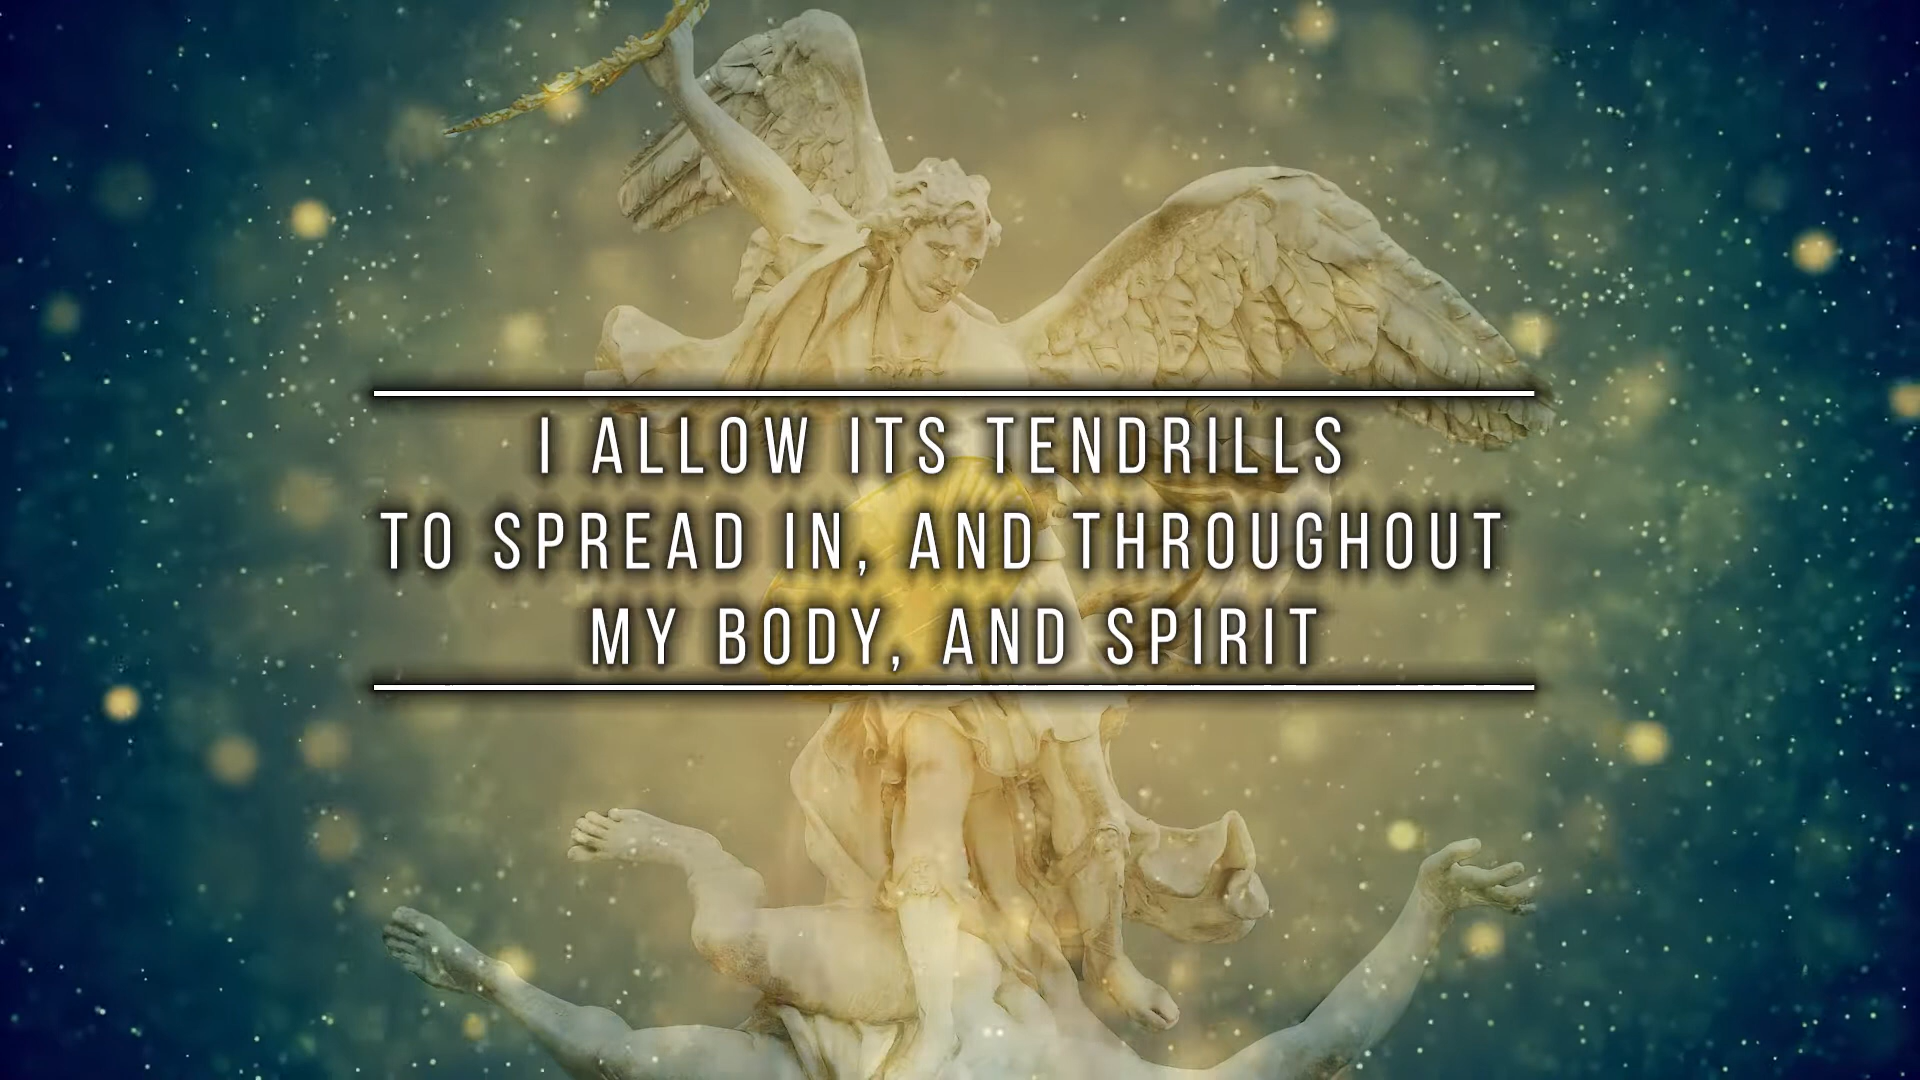 I ALLOW ITS TENDRILLS
TO SPREAD IN, AND THROUGHOUT
MY BODY, AND SPIRIT